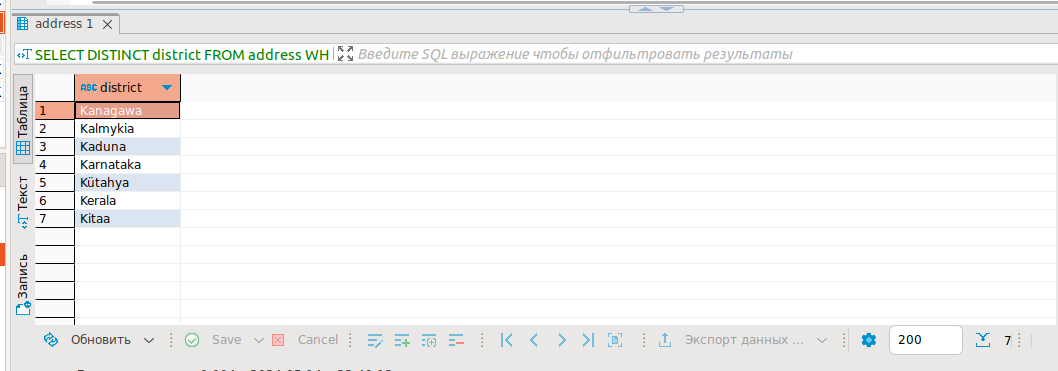 address 1
SELECT DISTINCT district FROM address WH
Введите SQL выражение чтобы отфильтровать результаты
Таблица
Текст
Запись
ABC district
1 Kanagawa
2 Kalmykia
3 Kaduna
4 Karnataka
5 Kütahya
6 Kerala
7 Kitaa
Обновить Save Cancel Экспорт данных ... 200 7